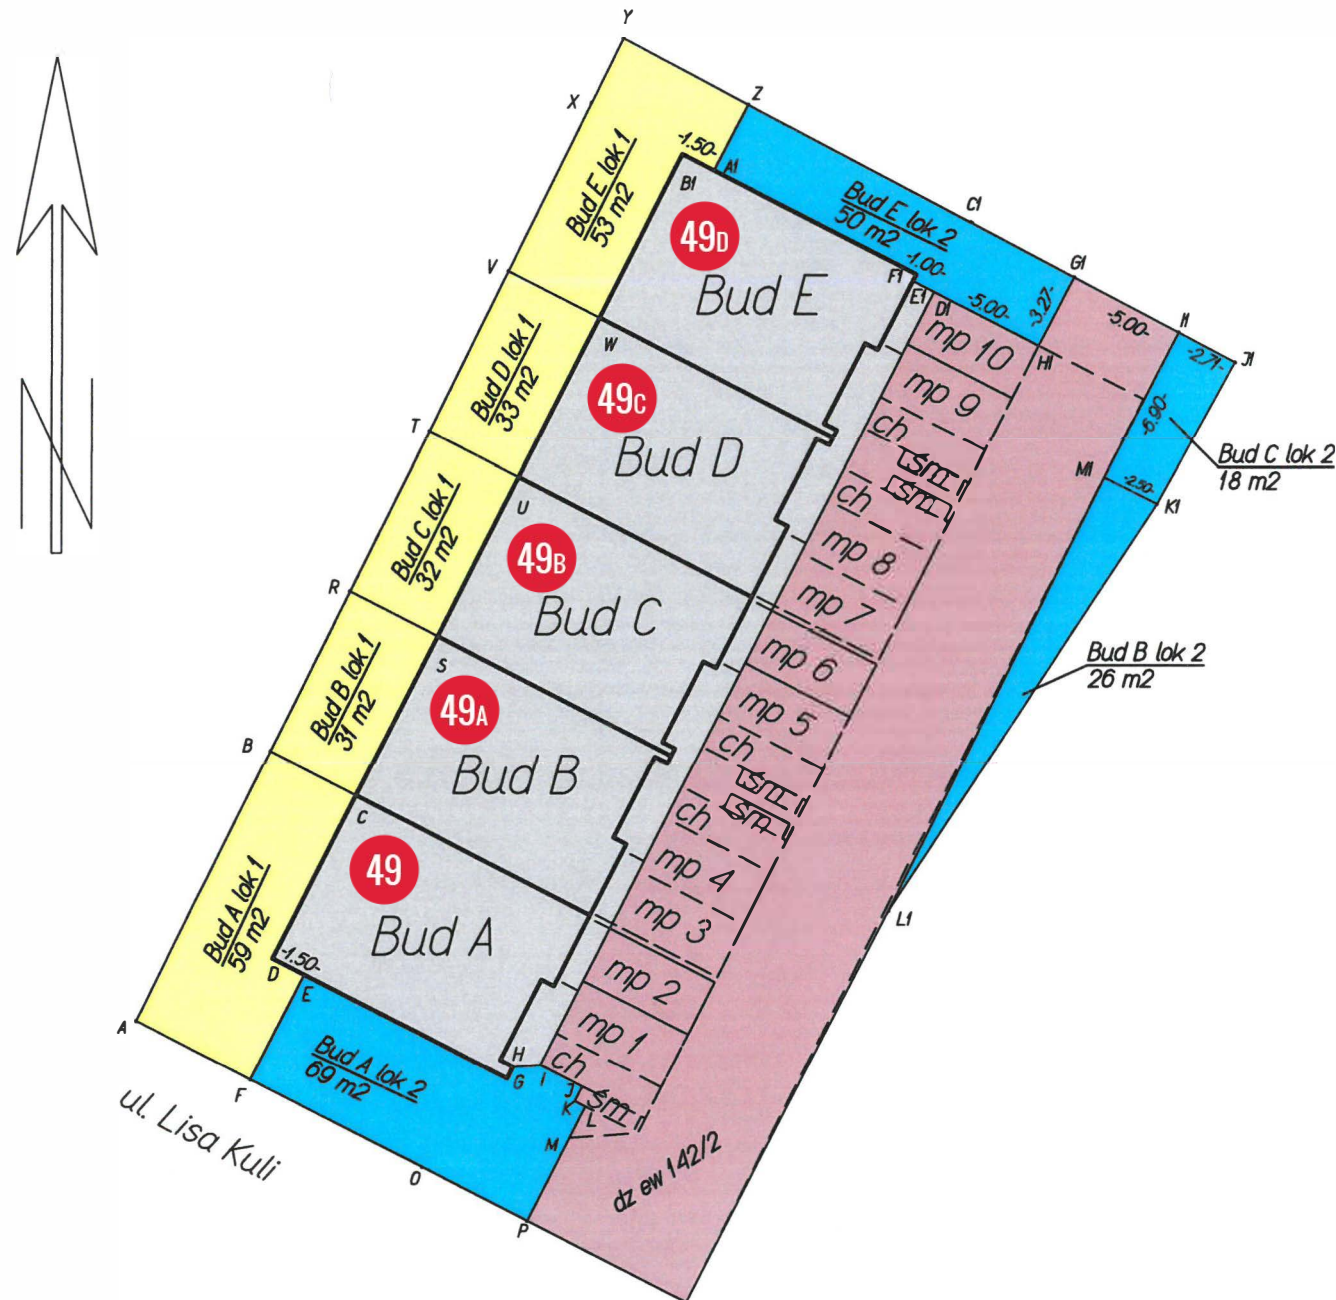 Y
X
Z
-1.50-
A1
B1
Bud E lok 1
53 m2
Bud E lok 2
50 m2
C1
G1
49D
Bud E
-1.00-
F1
E1
D1
-5.00-
-3.27-
H1
-5.00-
I1
-2.71-
J1
-6.90-
V
W
mp 10
mp 9
ch
śm
śm
ch
mp 8
mp 7
Bud D lok 1
33 m2
49C
Bud D
M1
-2.50-
K1
Bud C lok 2
18 m2
T
U
Bud C lok 1
32 m2
49B
Bud C
mp 6
mp 5
ch
śm
śm
ch
mp 4
mp 3
Bud B lok 2
26 m2
R
S
Bud B lok 1
31 m2
49A
Bud B
B
C
49
Bud A
Bud A lok 1
59 m2
L1
D
-1.50-
E
mp 2
mp 1
ch
śm
H
G
I
J
K
L
M
A
F
Bud A lok 2
69 m2
O
P
ul. Lisa Kuli
dz ew 142/2